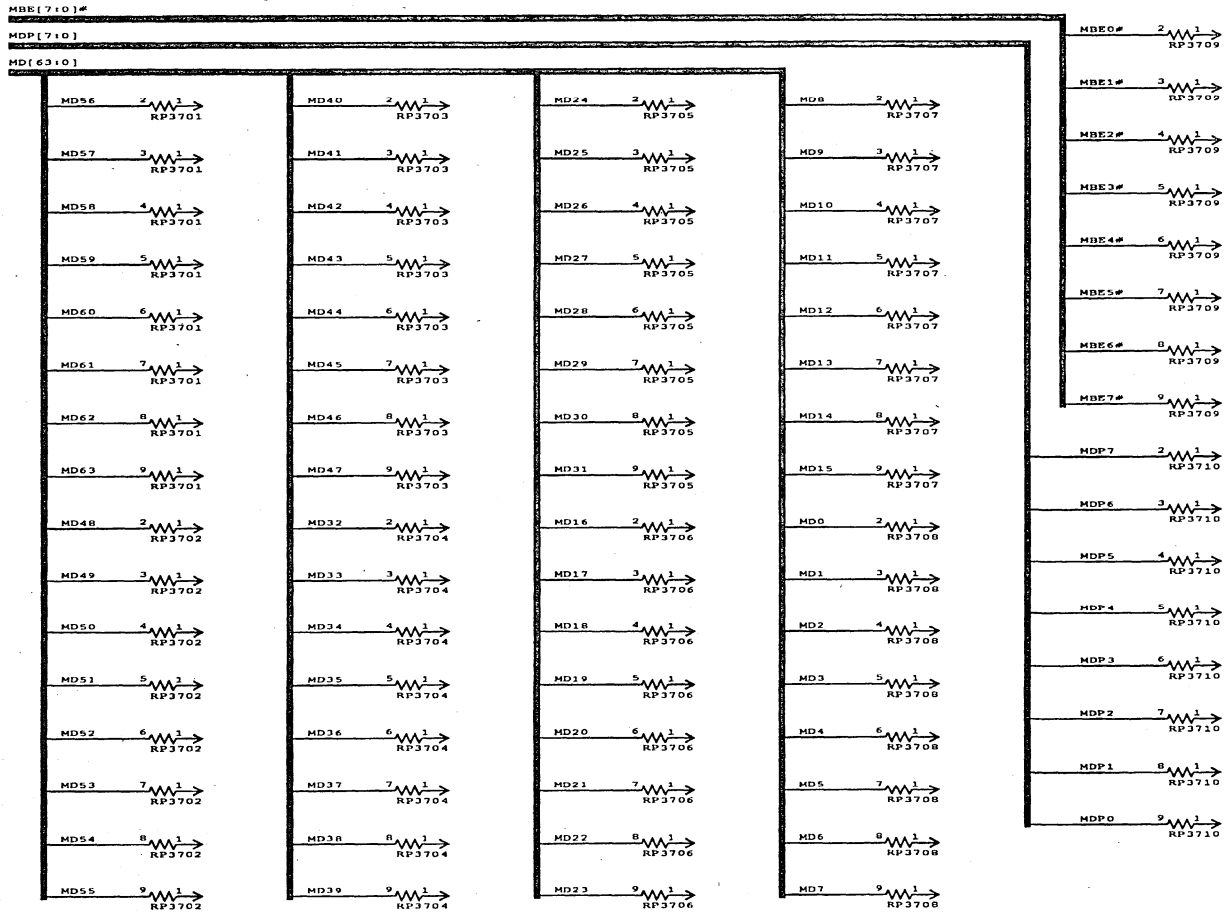 MBE[7:0]#
MDP[7:0]
MD[63:0]
MD56 2 1 RP3701
MD57 3 1 RP3701
MD58 4 1 RP3701
MD59 5 1 RP3701
MD60 6 1 RP3701
MD61 7 1 RP3701
MD62 8 1 RP3701
MD63 9 1 RP3701
MD48 2 1 RP3702
MD49 3 1 RP3702
MD50 4 1 RP3702
MD51 5 1 RP3702
MD52 6 1 RP3702
MD53 7 1 RP3702
MD54 8 1 RP3702
MD55 9 1 RP3702
MD40 2 1 RP3703
MD41 3 1 RP3703
MD42 4 1 RP3703
MD43 5 1 RP3703
MD44 6 1 RP3703
MD45 7 1 RP3703
MD46 8 1 RP3703
MD47 9 1 RP3703
MD32 2 1 RP3704
MD33 3 1 RP3704
MD34 4 1 RP3704
MD35 5 1 RP3704
MD36 6 1 RP3704
MD37 7 1 RP3704
MD38 8 1 RP3704
MD39 9 1 RP3704
MD24 2 1 RP3705
MD25 3 1 RP3705
MD26 4 1 RP3705
MD27 5 1 RP3705
MD28 6 1 RP3705
MD29 7 1 RP3705
MD30 8 1 RP3705
MD31 9 1 RP3705
MD16 2 1 RP3706
MD17 3 1 RP3706
MD18 4 1 RP3706
MD19 5 1 RP3706
MD20 6 1 RP3706
MD21 7 1 RP3706
MD22 8 1 RP3706
MD23 9 1 RP3706
MD8 2 1 RP3707
MD9 3 1 RP3707
MD10 4 1 RP3707
MD11 5 1 RP3707
MD12 6 1 RP3707
MD13 7 1 RP3707
MD14 8 1 RP3707
MD15 9 1 RP3707
MD0 2 1 RP3708
MD1 3 1 RP3708
MD2 4 1 RP3708
MD3 5 1 RP3708
MD4 6 1 RP3708
MD5 7 1 RP3708
MD6 8 1 RP3708
MD7 9 1 RP3708
MBE0# 2 1 RP3709
MBE1# 3 1 RP3709
MBE2# 4 1 RP3709
MBE3# 5 1 RP3709
MBE4# 6 1 RP3709
MBE5# 7 1 RP3709
MBE6# 8 1 RP3709
MBE7# 9 1 RP3709
MDP7 2 1 RP3710
MDP6 3 1 RP3710
MDP5 4 1 RP3710
MDP4 5 1 RP3710
MDP3 6 1 RP3710
MDP2 7 1 RP3710
MDP1 8 1 RP3710
MDP0 9 1 RP3710